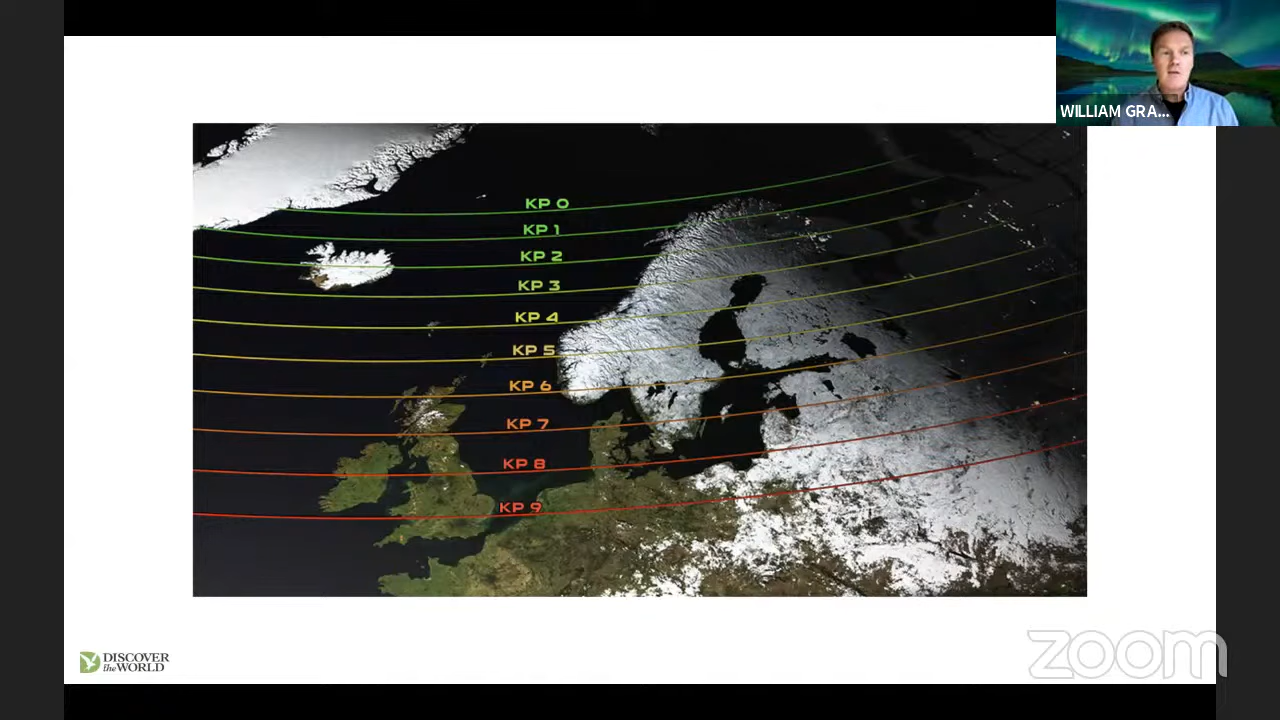 WILLIAM GRA...
KP 0
KP 1
KP 2
KP 3
KP 4
KP 5
KP 6
KP 7
KP 8
KP 9
DISCOVER
the WORLD
zoom